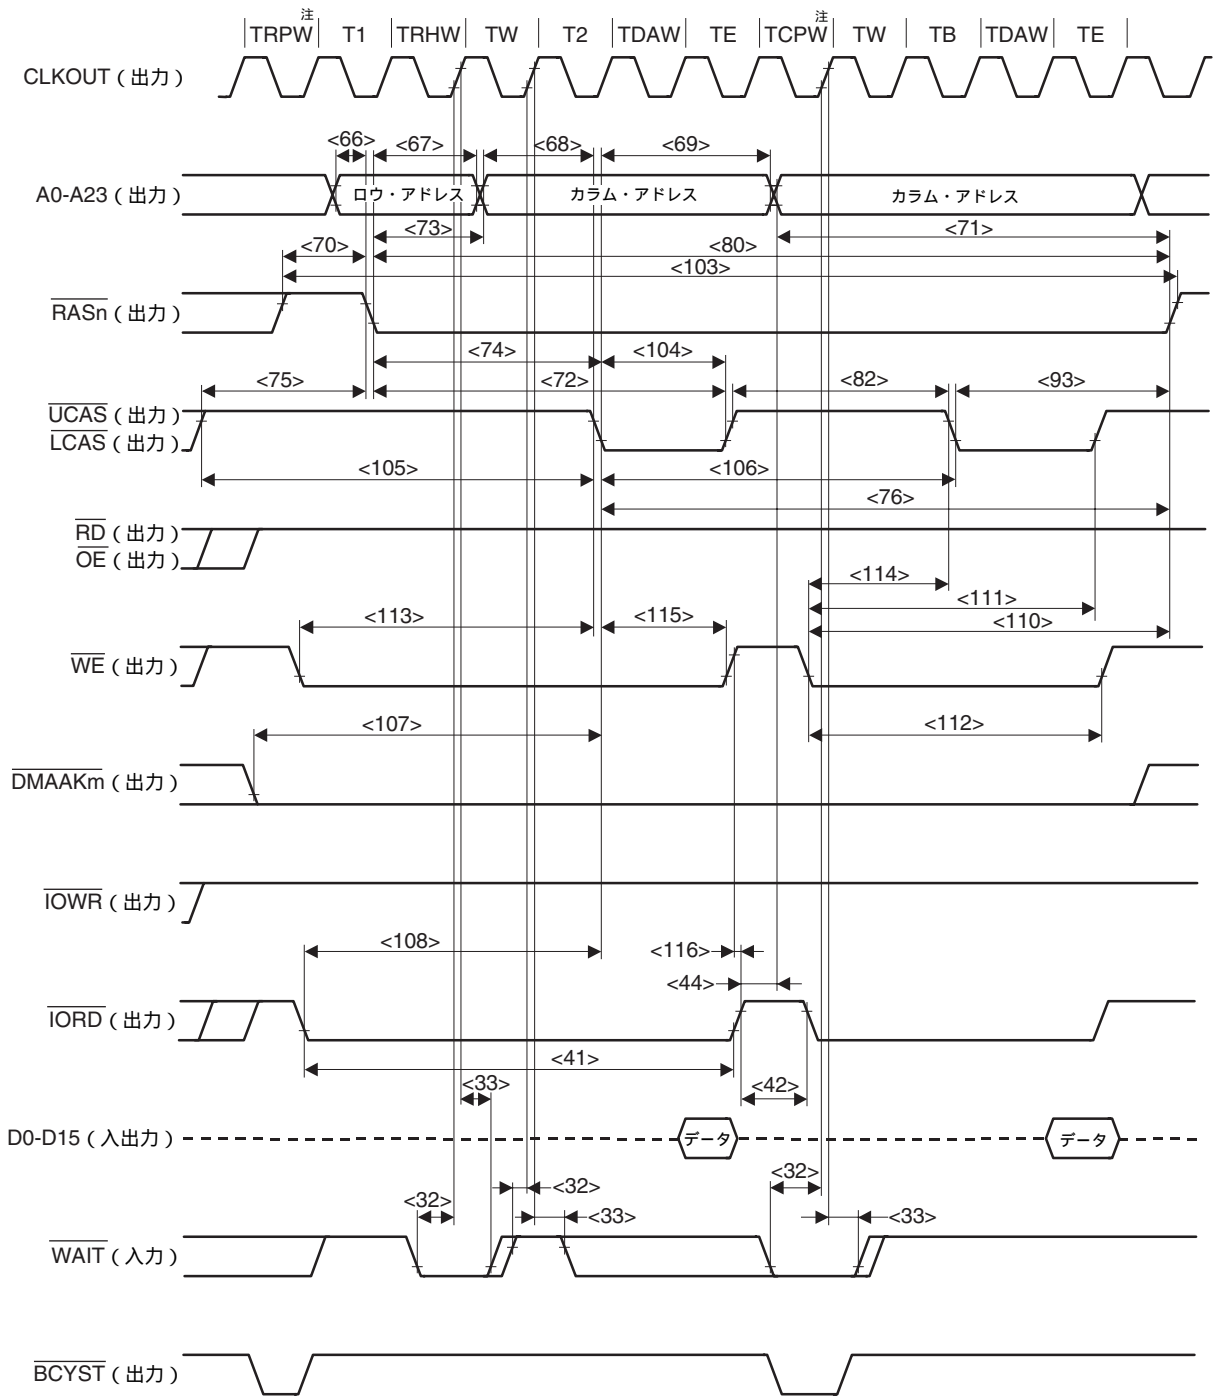 注 注
TRPW T1 TRHW TW T2 TDAW TE TCPW TW TB TDAW TE
CLKOUT（出力）
<66> <67> <68> <69>
A0-A23（出力） ロウ・アドレス カラム・アドレス カラム・アドレス
<73> <71>
<70> <80>
<103>
RASn（出力）
<74> <104>
<75> <72> <82> <93>
UCAS（出力）
LCAS（出力）
<105> <106>
<76>
RD（出力）
OE（出力）
<114>
<111>
<113> <115> <110>
WE（出力）
<107> <112>
DMAAKm（出力）
IOWR（出力）
<108> <116>
<44>
IORD（出力）
<41>
<33> <42>
D0-D15（入出力） データ データ
<32> <32>
<32> <33> <33>
WAIT（入力）
BCYST（出力）